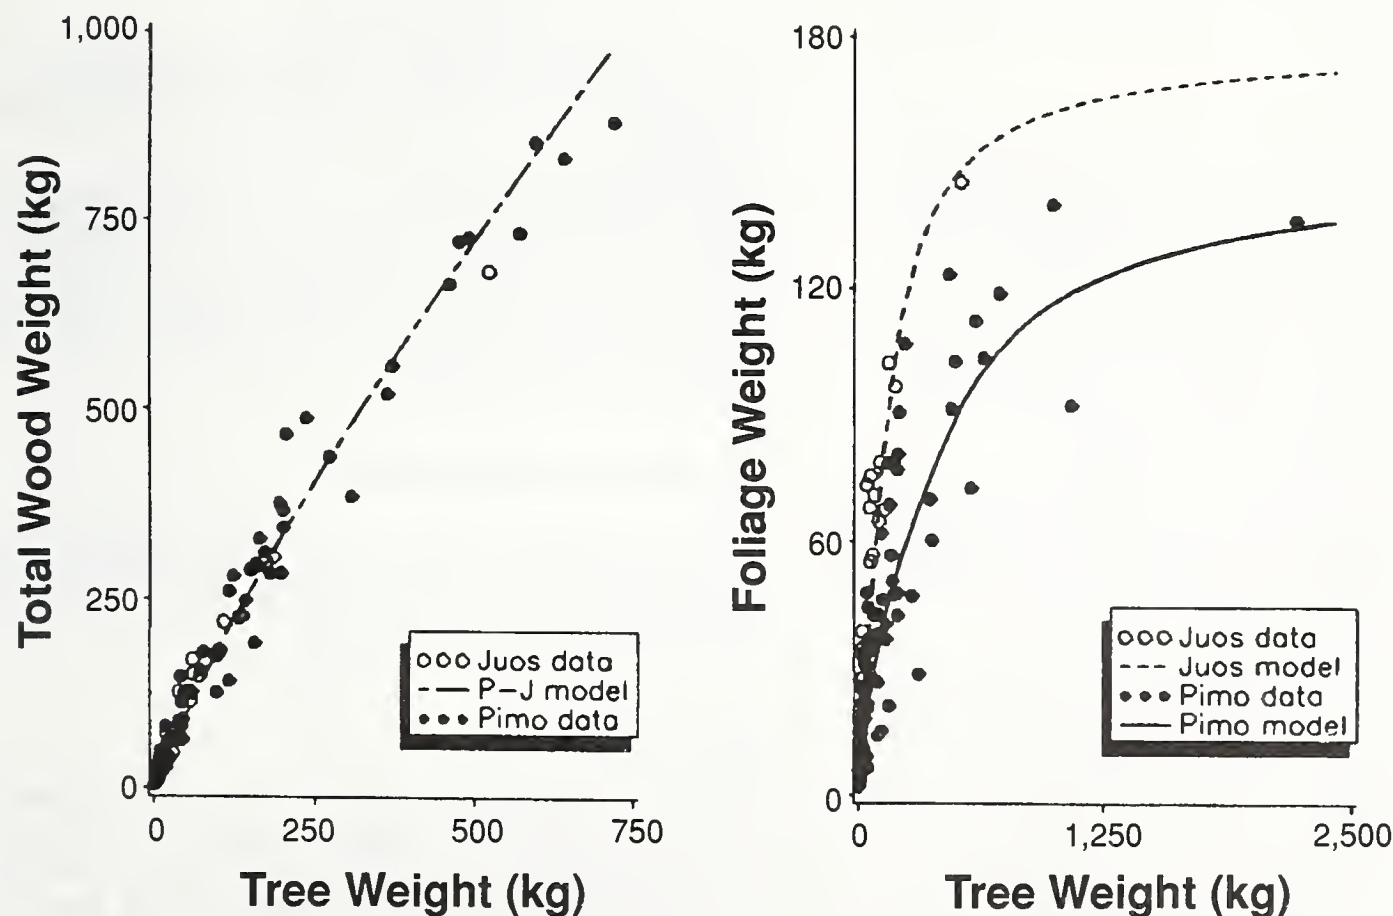 1,000
750
500
250
0
Total Wood Weight (kg)
0
250
500
750
Tree Weight (kg)
Juos data
P-J model
Pimo data
180
120
60
0
Foliage Weight (kg)
0
1,250
2,500
Tree Weight (kg)
Juos data
Juos model
Pimo data
Pimo model